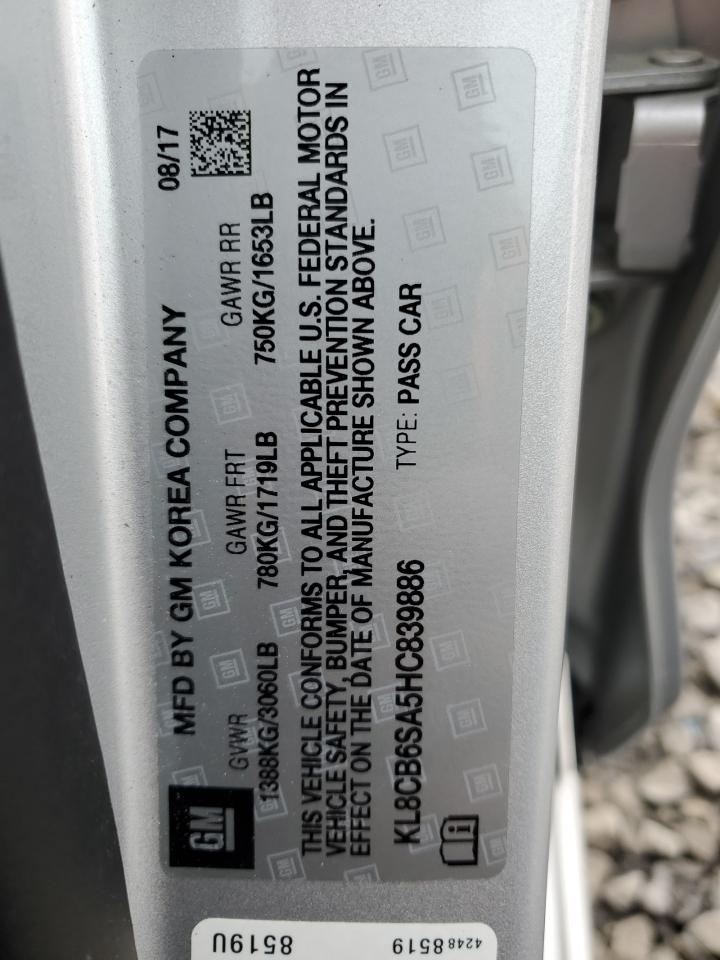 GM
MFD BY GM KOREA COMPANY 08/17
GVWR GAWR FRT GAWR RR
1388KG/3060LB 780KG/1719LB 750KG/1653LB
THIS VEHICLE CONFORMS TO ALL APPLICABLE U.S. FEDERAL MOTOR
VEHICLE SAFETY, BUMPER, AND THEFT PREVENTION STANDARDS IN
EFFECT ON THE DATE OF MANUFACTURE SHOWN ABOVE.
KL8CB6SA5HC839886 TYPE: PASS CAR
42488519 8519U